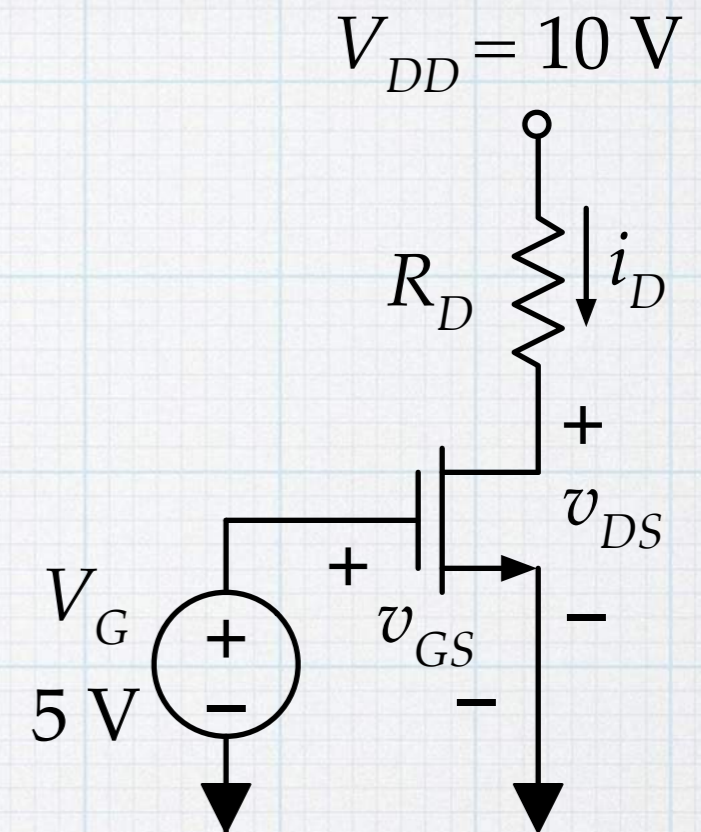 V_DD = 10 V
R_D
i_D
+
v_DS
−
V_G
5 V
+
−
+
v_GS
−